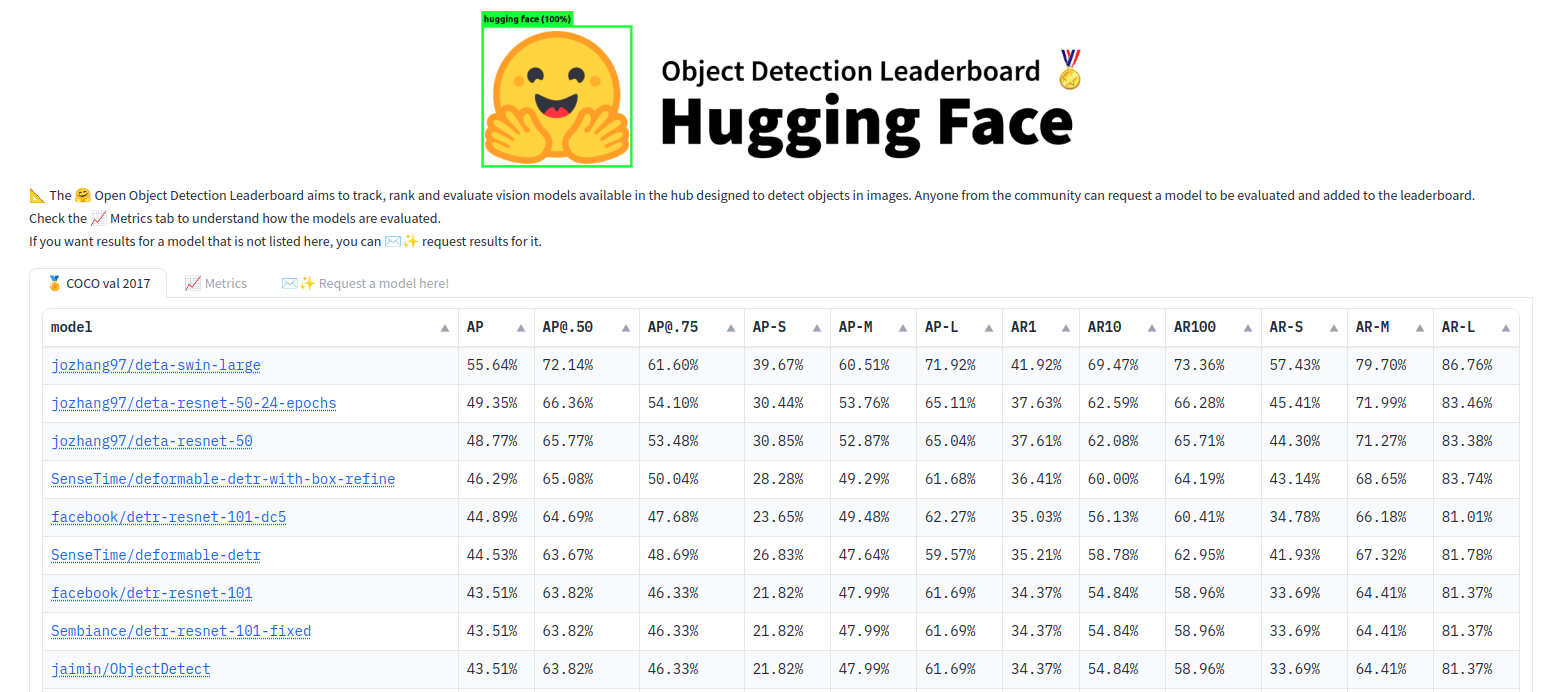 hugging face (100%)
Object Detection Leaderboard
Hugging Face
📐 The 🤗 Open Object Detection Leaderboard aims to track, rank and evaluate vision models available in the hub designed to detect objects in images. Anyone from the community can request a model to be evaluated and added to the leaderboard.
Check the 📈 Metrics tab to understand how the models are evaluated.
If you want results for a model that is not listed here, you can ✉️✨ request results for it.
🏅 COCO val 2017 📈 Metrics ✉️✨ Request a model here!
model ▲ AP ▲ AP@.50 ▲ AP@.75 ▲ AP-S ▲ AP-M ▲ AP-L ▲ AR1 ▲ AR10 ▲ AR100 ▲ AR-S ▲ AR-M ▲ AR-L ▲
jozhang97/deta-swin-large 55.64% 72.14% 61.60% 39.67% 60.51% 71.92% 41.92% 69.47% 73.36% 57.43% 79.70% 86.76%
jozhang97/deta-resnet-50-24-epochs 49.35% 66.36% 54.10% 30.44% 53.76% 65.11% 37.63% 62.59% 66.28% 45.41% 71.99% 83.46%
jozhang97/deta-resnet-50 48.77% 65.77% 53.48% 30.85% 52.87% 65.04% 37.61% 62.08% 65.71% 44.30% 71.27% 83.38%
SenseTime/deformable-detr-with-box-refine 46.29% 65.08% 50.04% 28.28% 49.29% 61.68% 36.41% 60.00% 64.19% 43.14% 68.65% 83.74%
facebook/detr-resnet-101-dc5 44.89% 64.69% 47.68% 23.65% 49.48% 62.27% 35.03% 56.13% 60.41% 34.78% 66.18% 81.01%
SenseTime/deformable-detr 44.53% 63.67% 48.69% 26.83% 47.64% 59.57% 35.21% 58.78% 62.95% 41.93% 67.32% 81.78%
facebook/detr-resnet-101 43.51% 63.82% 46.33% 21.82% 47.99% 61.69% 34.37% 54.84% 58.96% 33.69% 64.41% 81.37%
Sembiance/detr-resnet-101-fixed 43.51% 63.82% 46.33% 21.82% 47.99% 61.69% 34.37% 54.84% 58.96% 33.69% 64.41% 81.37%
jaimin/ObjectDetect 43.51% 63.82% 46.33% 21.82% 47.99% 61.69% 34.37% 54.84% 58.96% 33.69% 64.41% 81.37%